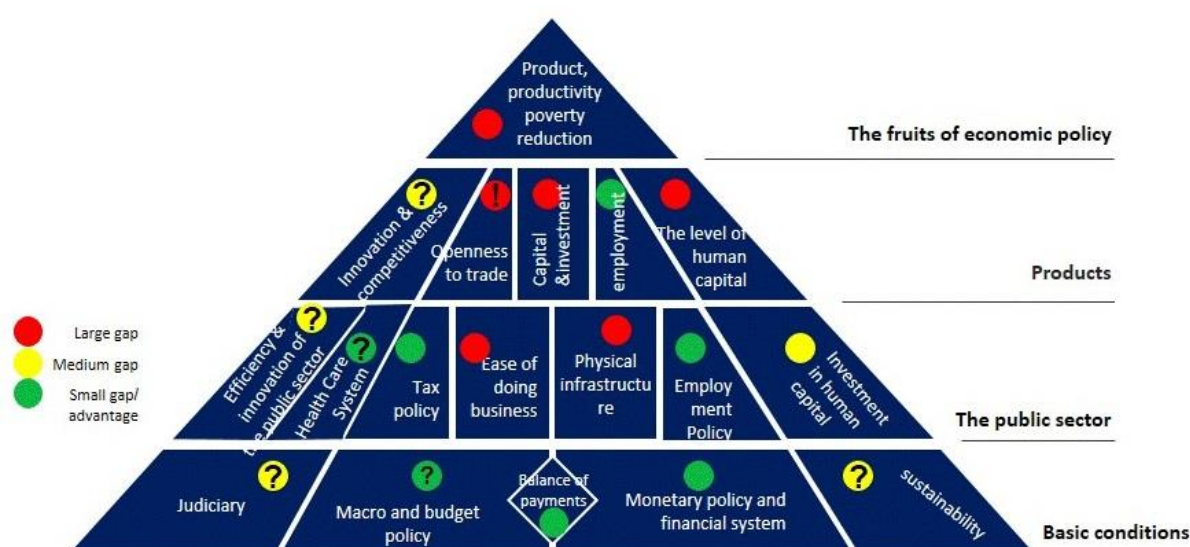 Product,
productivity
poverty
reduction
The fruits of economic policy
?
Innovation &
competitiveness
!
Openness
to trade
Capital
&investment
employment
The level of
human
capital
Products
Large gap
Medium gap
Small gap/
advantage
?
Efficiency &
innovation of
the public sector
?
Health Care
System
Tax
policy
Ease of
doing
business
Physical
infrastructu
re
Employ
ment
Policy
Investment
in human
capital
The public sector
?
Judiciary
?
Macro and budget
policy
Balance of
payments
Monetary policy and
financial system
?
sustainability
Basic conditions